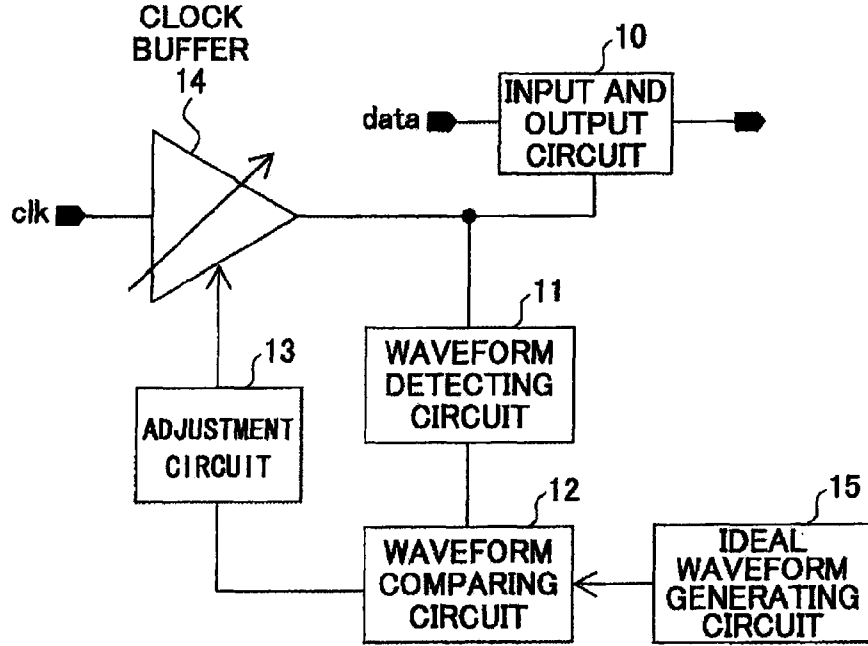 CLOCK
BUFFER
14
10
INPUT AND
OUTPUT
CIRCUIT
data
clk
11
WAVEFORM
DETECTING
CIRCUIT
13
ADJUSTMENT
CIRCUIT
12
WAVEFORM
COMPARING
CIRCUIT
15
IDEAL
WAVEFORM
GENERATING
CIRCUIT